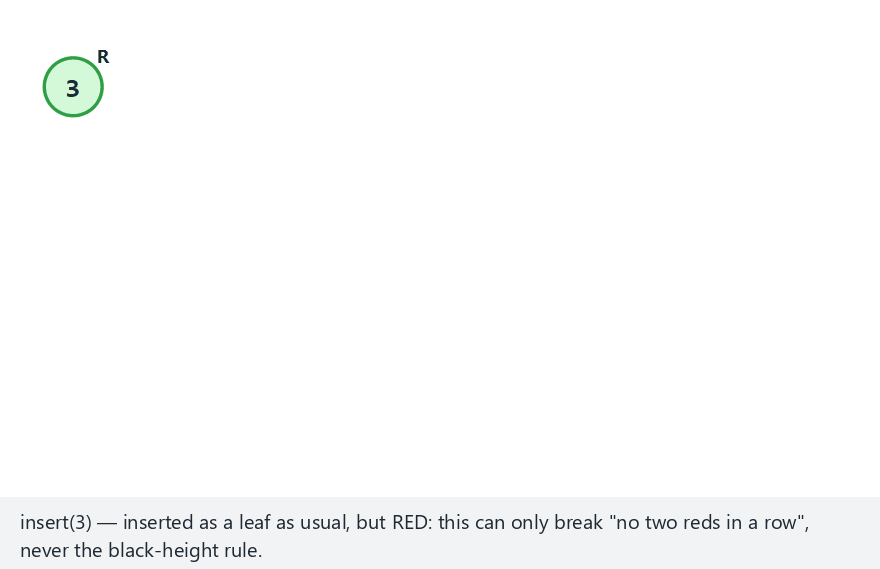 R
3
insert(3) — inserted as a leaf as usual, but RED: this can only break "no two reds in a row",
never the black-height rule.